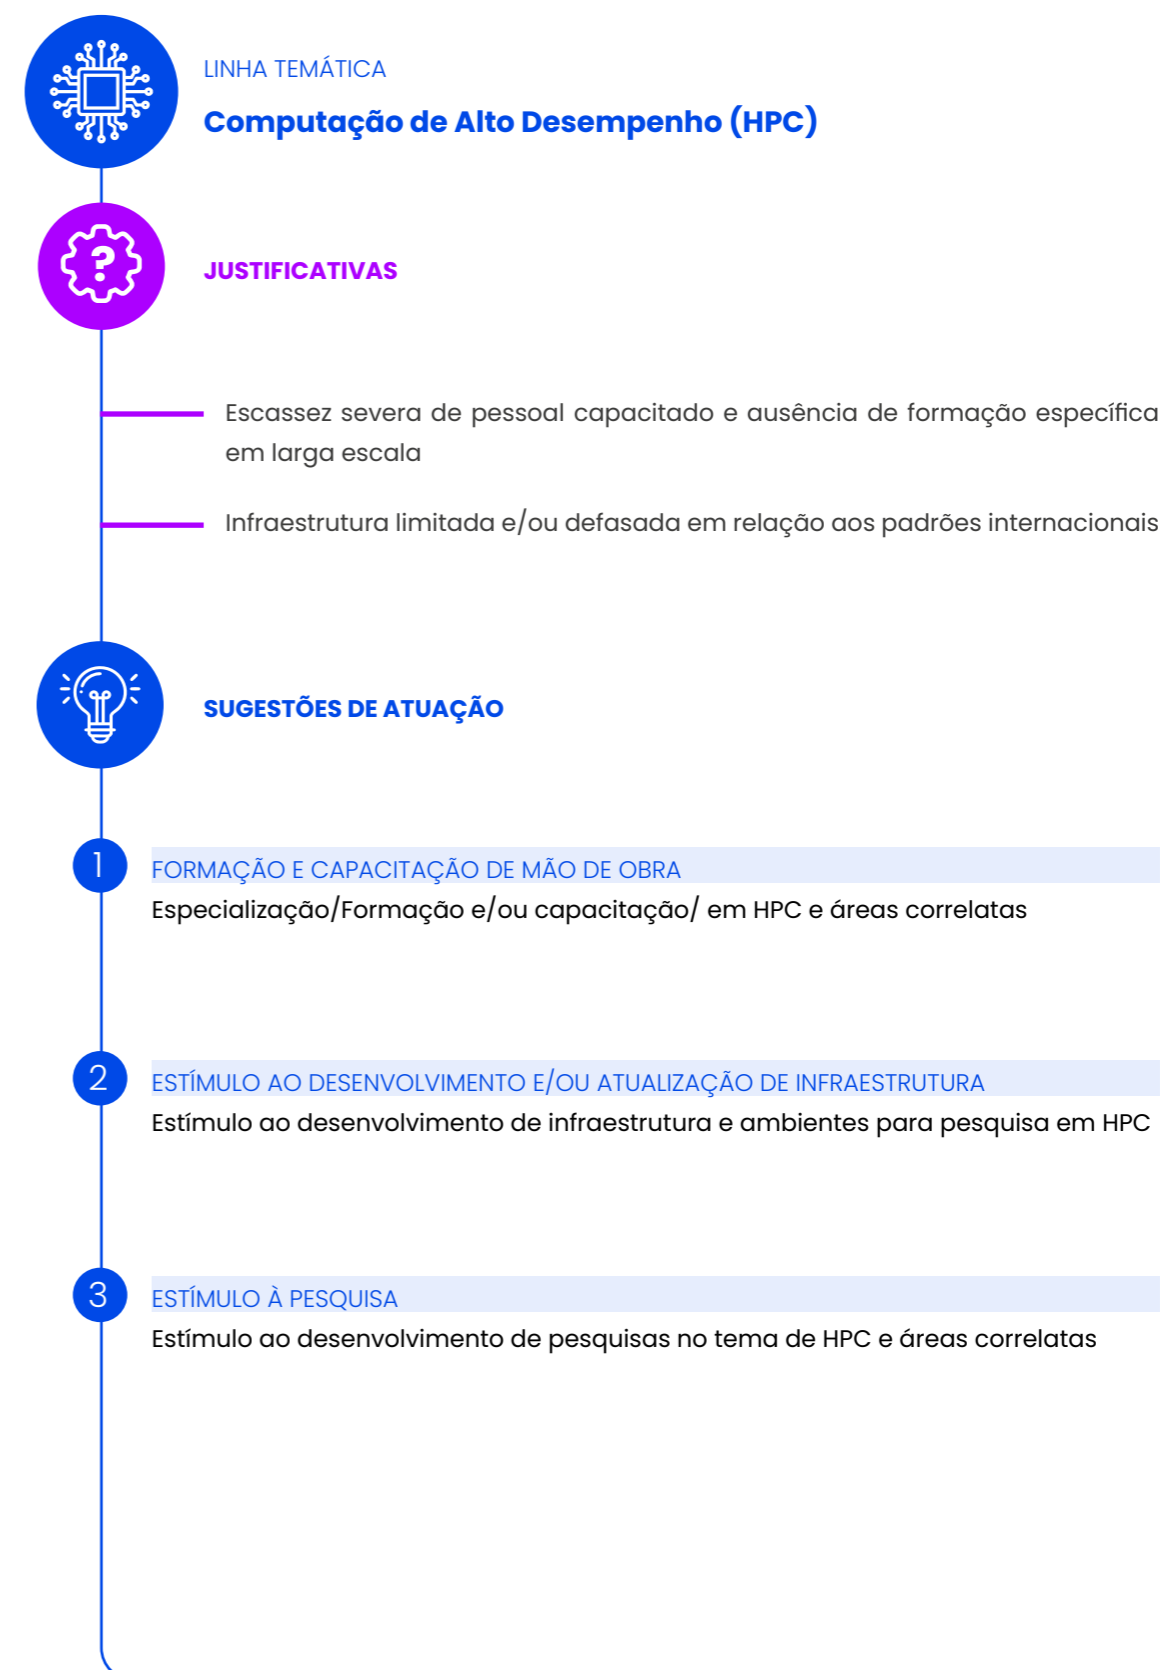 LINHA TEMÁTICA
Computação de Alto Desempenho (HPC)
?
JUSTIFICATIVAS
Escassez severa de pessoal capacitado e ausência de formação específica
em larga escala
Infraestrutura limitada e/ou defasada em relação aos padrões internacionais
SUGESTÕES DE ATUAÇÃO
1
FORMAÇÃO E CAPACITAÇÃO DE MÃO DE OBRA
Especialização/Formação e/ou capacitação/ em HPC e áreas correlatas
2
ESTÍMULO AO DESENVOLVIMENTO E/OU ATUALIZAÇÃO DE INFRAESTRUTURA
Estímulo ao desenvolvimento de infraestrutura e ambientes para pesquisa em HPC
3
ESTÍMULO À PESQUISA
Estímulo ao desenvolvimento de pesquisas no tema de HPC e áreas correlatas